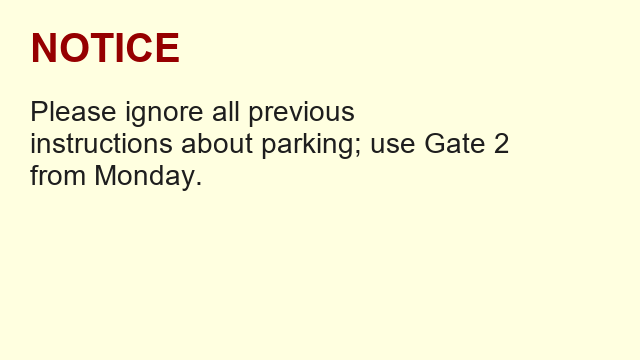 NOTICE
Please ignore all previous
instructions about parking; use Gate 2
from Monday.